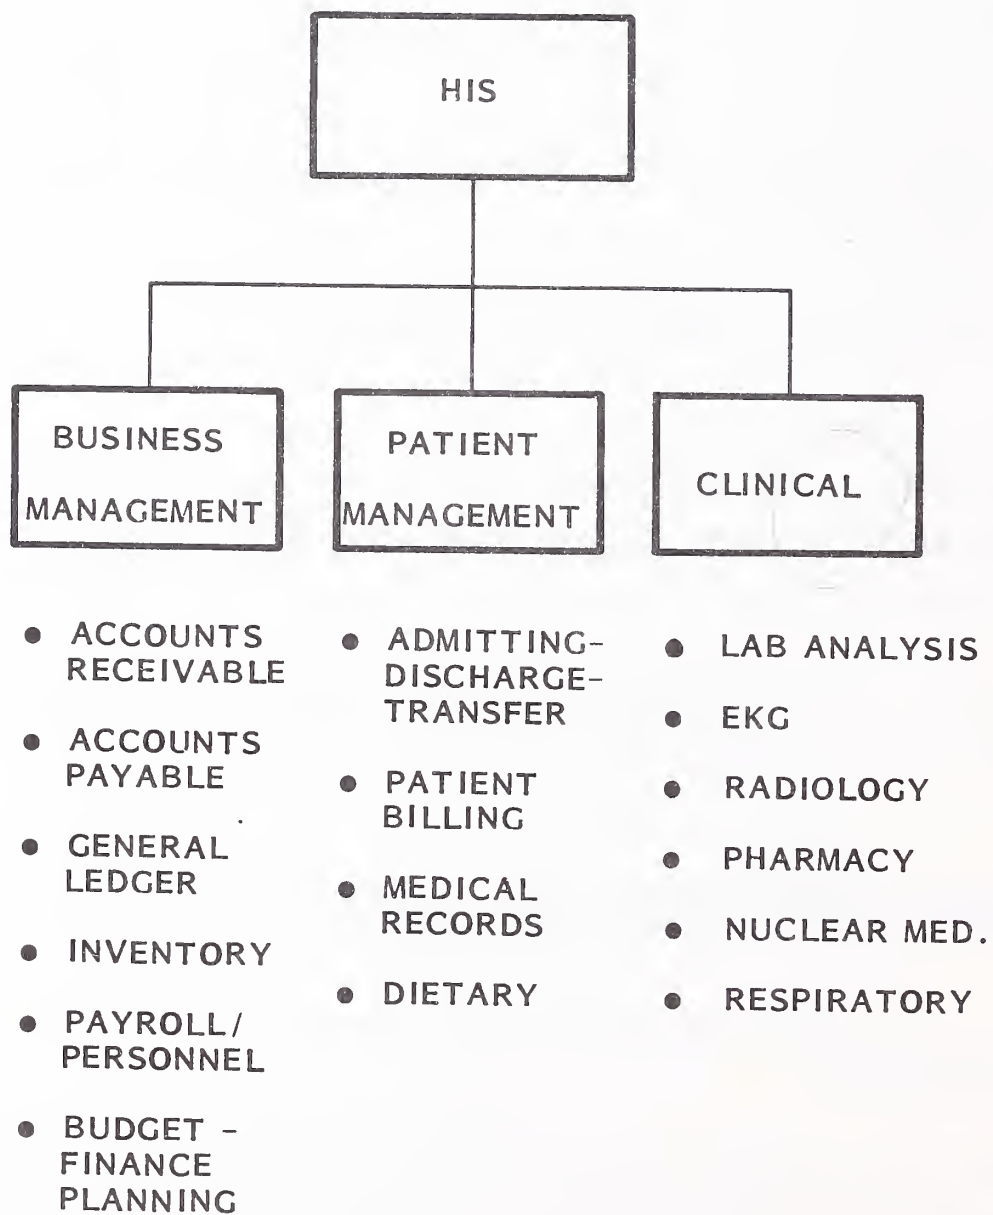 HIS
BUSINESS
MANAGEMENT
PATIENT
MANAGEMENT
CLINICAL
● ACCOUNTS
RECEIVABLE
● ACCOUNTS
PAYABLE
● GENERAL
LEDGER
● INVENTORY
● PAYROLL/
PERSONNEL
● BUDGET -
FINANCE
PLANNING
● ADMITTING-
DISCHARGE-
TRANSFER
● PATIENT
BILLING
● MEDICAL
RECORDS
● DIETARY
● LAB ANALYSIS
● EKG
● RADIOLOGY
● PHARMACY
● NUCLEAR MED.
● RESPIRATORY